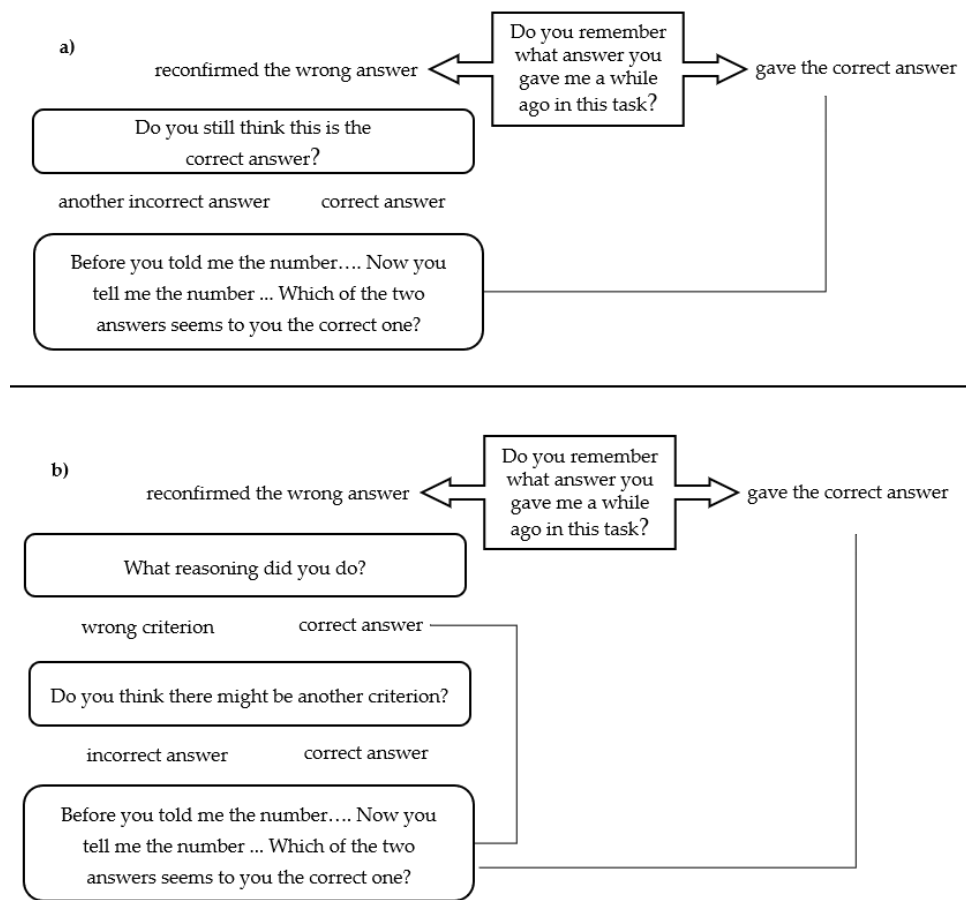 a)
Do you remember
what answer you
gave me a while
ago in this task?
reconfirmed the wrong answer
gave the correct answer
Do you still think this is the
correct answer?
another incorrect answer
correct answer
Before you told me the number…. Now you
tell me the number ... Which of the two
answers seems to you the correct one?
b)
Do you remember
what answer you
gave me a while
ago in this task?
reconfirmed the wrong answer
gave the correct answer
What reasoning did you do?
wrong criterion
correct answer
Do you think there might be another criterion?
incorrect answer
correct answer
Before you told me the number…. Now you
tell me the number ... Which of the two
answers seems to you the correct one?